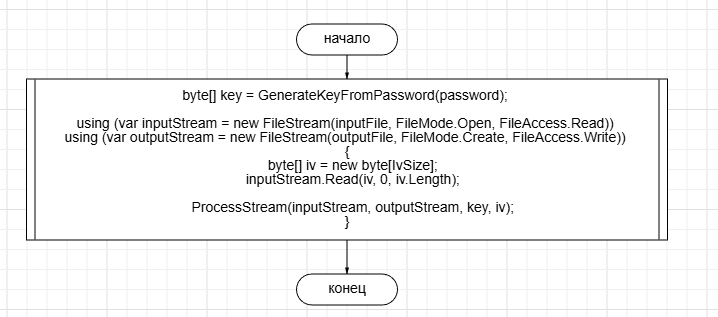 начало
byte[] key = GenerateKeyFromPassword(password);
using (var inputStream = new FileStream(inputFile, FileMode.Open, FileAccess.Read))
using (var outputStream = new FileStream(outputFile, FileMode.Create, FileAccess.Write))
{
byte[] iv = new byte[IvSize];
inputStream.Read(iv, 0, iv.Length);
ProcessStream(inputStream, outputStream, key, iv);
}
конец